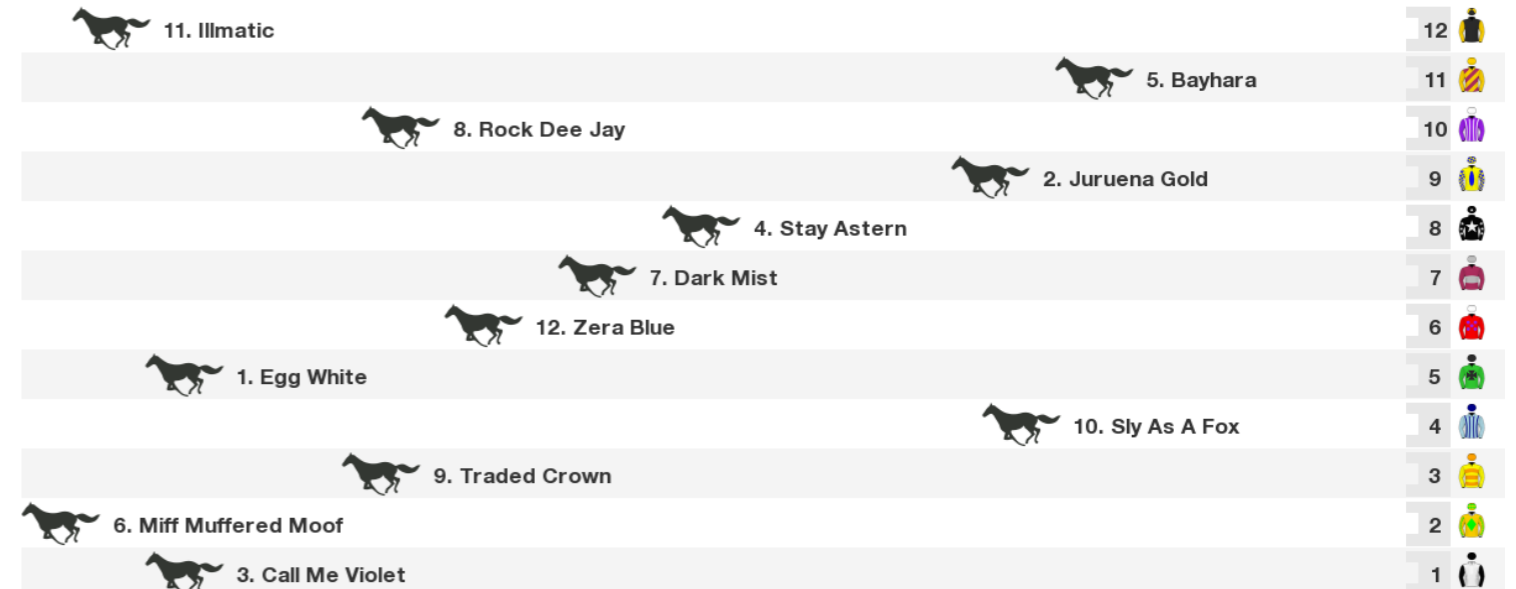 11. Illmatic 12
5. Bayhara 11
8. Rock Dee Jay 10
2. Juruena Gold 9
4. Stay Astern 8
7. Dark Mist 7
12. Zera Blue 6
1. Egg White 5
10. Sly As A Fox 4
9. Traded Crown 3
6. Miff Muffered Moof 2
3. Call Me Violet 1